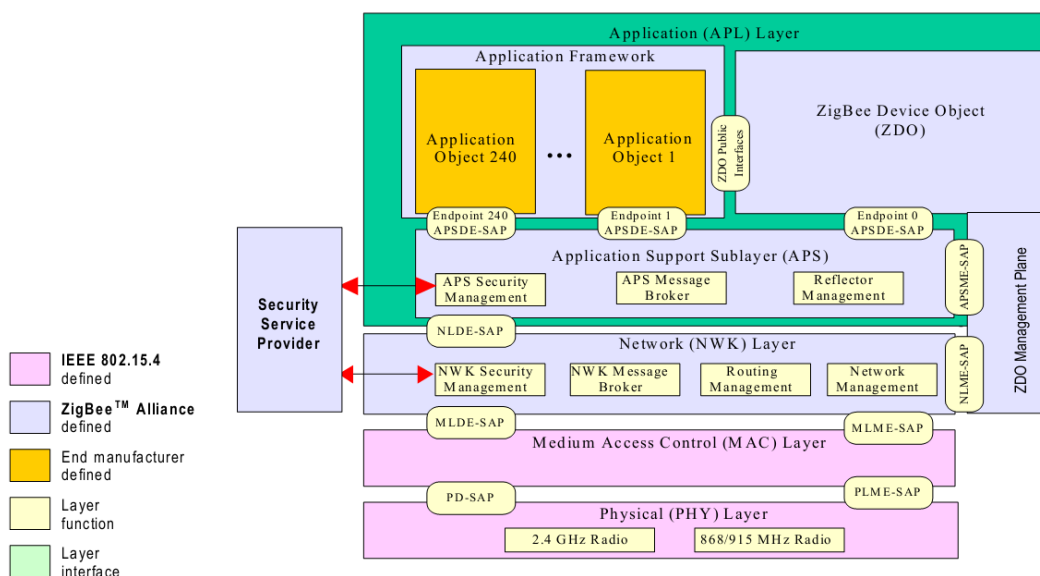 Application (APL) Layer
Application Framework
Application
Object 240
...
Application
Object 1
ZDO Public
Interfaces
ZigBee Device Object
(ZDO)
Endpoint 240
APSDE-SAP
Endpoint 1
APSDE-SAP
Endpoint 0
APSDE-SAP
Application Support Sublayer (APS)
APS Security
Management
APS Message
Broker
Reflector
Management
APSME-SAP
ZDO Management Plane
Security
Service
Provider
NLDE-SAP
Network (NWK) Layer
NWK Security
Management
NWK Message
Broker
Routing
Management
Network
Management
NLME-SAP
MLDE-SAP
MLME-SAP
Medium Access Control (MAC) Layer
PD-SAP
PLME-SAP
Physical (PHY) Layer
2.4 GHz Radio
868/915 MHz Radio
IEEE 802.15.4
defined
ZigBee™ Alliance
defined
End manufacturer
defined
Layer
function
Layer
interface